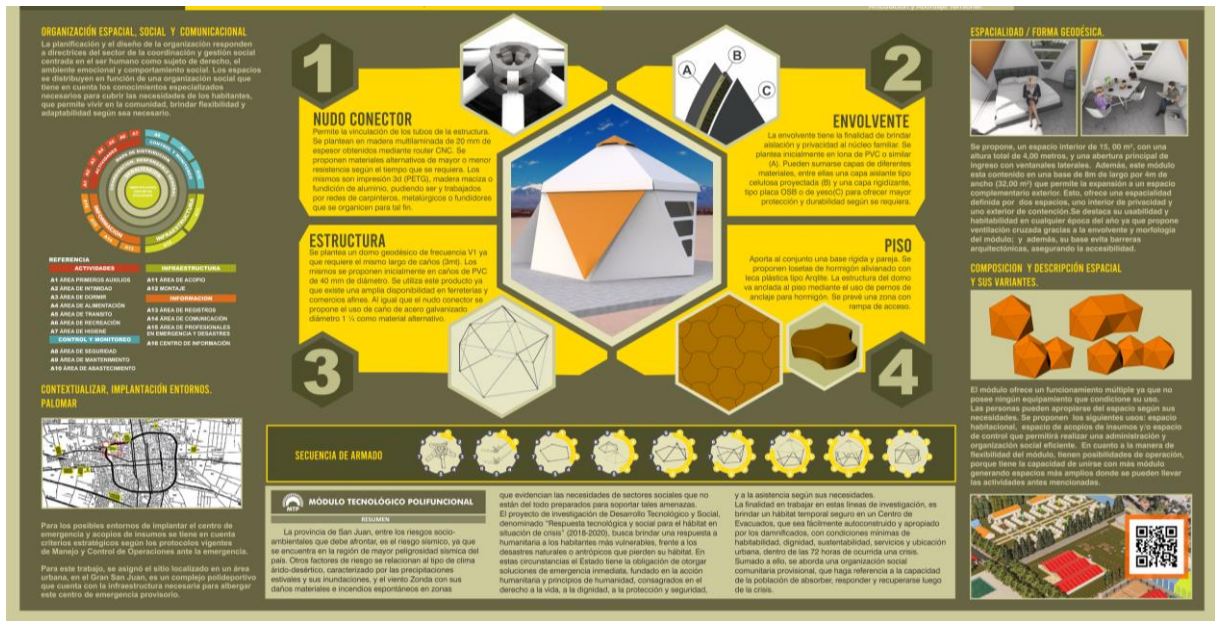 ORGANIZACIÓN ESPACIAL, SOCIAL Y COMUNICACIONAL
La planificación y el diseño de la organización responden
a directrices del sector de la coordinación y gestión social
centrada en el ser humano como sujeto de derecho, el
ambiente emocional y comportamiento social. Los espacios
se distribuyen en función de una organización social que
tiene en cuenta los conocimientos especializados
necesarios para cubrir las necesidades de los habitantes,
que permite vivir en la comunidad, brindar flexibilidad y
adaptabilidad según sea necesario.
REFERENCIA
ACTIVIDADES
A1 ÁREA PRIMEROS AUXILIOS
A2 ÁREA DE INTIMIDAD
A3 ÁREA DE DORMIR
A4 ÁREA DE ALIMENTACIÓN
A5 ÁREA DE TRANSITO
A6 ÁREA DE RECREACIÓN
A7 ÁREA DE HIGIENE
CONTROL Y MONITOREO
A8 ÁREA DE SEGURIDAD
A9 ÁREA DE MANTENIMIENTO
A10 ÁREA DE ABASTECIMIENTO
INFRAESTRUCTURA
A11 ÁREA DE ACOPIO
A12 MONTAJE
INFORMACION
A13 ÁREA DE REGISTROS
A14 ÁREA DE COMUNICACIÓN
A15 ÁREA DE PROFESIONALES
EN EMERGENCIA Y DESASTRES
A16 CENTRO DE INFORMACIÓN
CONTEXTUALIZAR, IMPLANTACIÓN ENTORNOS.
PALOMAR
Para los posibles entornos de implantar el centro de
emergencia y acopios de insumos se tiene en cuenta
criterios estratégicos según los protocolos vigentes
de Manejo y Control de Operaciones ante la emergencia.
Para este trabajo, se asignó el sitio localizado en un área
urbana, en el Gran San Juan, es un complejo polideportivo
que cuenta con la infraestructura necesaria para albergar
este centro de emergencia provisorio.
1
NUDO CONECTOR
Permite la vinculación de los tubos de la estructura.
Se plantean en madera multilaminada de 20 mm de
espesor obtenidos mediante router CNC. Se
proponen materiales alternativos de mayor o menor
resistencia según el tiempo que se requiera. Los
mismos son impresión 3d (PETG), madera maciza o
fundición de aluminio, pudiendo ser y trabajados
por redes de carpinteros, metalúrgicos o fundidores
que se organicen para tal fin.
A
B
C
2
ENVOLVENTE
La envolvente tiene la finalidad de brindar
aislación y privacidad al núcleo familiar. Se
plantea inicialmente en lona de PVC o similar
(A). Pueden sumarse capas de diferentes
materiales, entre ellas una capa aislante tipo
celulosa proyectada (B) y una capa rigidizante,
tipo placa OSB o de yeso(C) para ofrecer mayor
protección y durabilidad según se requiera.
ESTRUCTURA
Se plantea un domo geodésico de frecuencia V1 ya
que requiere el mismo largo de caños (3mt). Los
mismos se proponen inicialmente en caños de PVC
de 40 mm de diámetro. Se utiliza este producto ya
que existe una amplia disponibilidad en ferreterias y
comercios afines. Al igual que el nudo conector se
propone el uso de caño de acero galvanizado
diámetro 1 ¼ como material alternativo.
3
PISO
Aporta al conjunto una base rígida y pareja. Se
proponen losetas de hormigón alivianado con
leca plástica tipo Arqlite. La estructura del domo
va anclada al piso mediante el uso de pernos de
anclaje para hormigón. Se prevé una zona con
rampa de acceso.
4
SECUENCIA DE ARMADO
MTP
MÓDULO TECNOLÓGICO POLIFUNCIONAL
RESUMEN
La provincia de San Juan, entre los riesgos socio-
ambientales que debe afrontar, es el riesgo sísmico, ya que
se encuentra en la región de mayor peligrosidad sísmica del
país. Otros factores de riesgo se relacionan al tipo de clima
árido-desértico, caracterizado por las precipitaciones
estivales y sus inundaciones, y el viento Zonda con sus
daños materiales e incendios espontáneos en zonas
que evidencian las necesidades de sectores sociales que no
están del todo preparados para soportar tales amenazas.
El proyecto de investigación de Desarrollo Tecnológico y Social,
denominado "Respuesta tecnológica y social para el hábitat en
situación de crisis" (2018-2020), busca brindar una respuesta a
humanitaria a los habitantes más vulnerables, frente a los
desastres naturales o antrópicos que pierden su hábitat. En
estas circunstancias el Estado tiene la obligación de otorgar
soluciones de emergencia inmediata, fundado en la acción
humanitaria y principios de humanidad, consagrados en el
derecho a la vida, a la dignidad, a la protección y seguridad,
y a la asistencia según sus necesidades.
La finalidad en trabajar en estas líneas de investigación, es
brindar un hábitat temporal seguro en un Centro de
Evacuados, que sea fácilmente autoconstruido y apropiado
por los damnificados, con condiciones mínimas de
habitabilidad, dignidad, sustentabilidad, servicios y ubicación
urbana, dentro de las 72 horas de ocurrida una crisis.
Sumado a ello, se aborda una organización social
comunitaria provisional, que haga referencia a la capacidad
de la población de absorber, responder y recuperarse luego
de la crisis.
ESPACIALIDAD / FORMA GEODÉSICA.
Se propone, un espacio interior de 15, 00 m², con una
altura total de 4,00 metros, y una abertura principal de
ingreso con ventanales laterales. Además, este módulo
esta contenido en una base de 8m de largo por 4m de
ancho (32,00 m²) que permite la expansión a un espacio
complementario exterior. Esto, ofrece una espacialidad
definida por dos espacios, uno interior de privacidad y
uno exterior de contención.Se destaca su usabilidad y
habitabilidad en cualquier época del año ya que propone
ventilación cruzada gracias a la envolvente y morfología
del módulo; y además, su base evita barreras
arquitectónicas, asegurando la accesibilidad.
COMPOSICION Y DESCRIPCIÓN ESPACIAL
Y SUS VARIANTES.
El módulo ofrece un funcionamiento múltiple ya que no
posee ningún equipamiento que condicione su uso.
Las personas pueden apropiarse del espacio según sus
necesidades. Se proponen los siguientes usos: espacio
habitacional, espacio de acopios de insumos y/o espacio
de control que permitirá realizar una administración y
organización social eficiente. En cuanto a la manera de
flexibilidad del módulo, tienen posibilidades de operación,
porque tiene la capacidad de unirse con más módulo
generando espacios más amplios donde se pueden llevar
las actividades antes mencionadas.